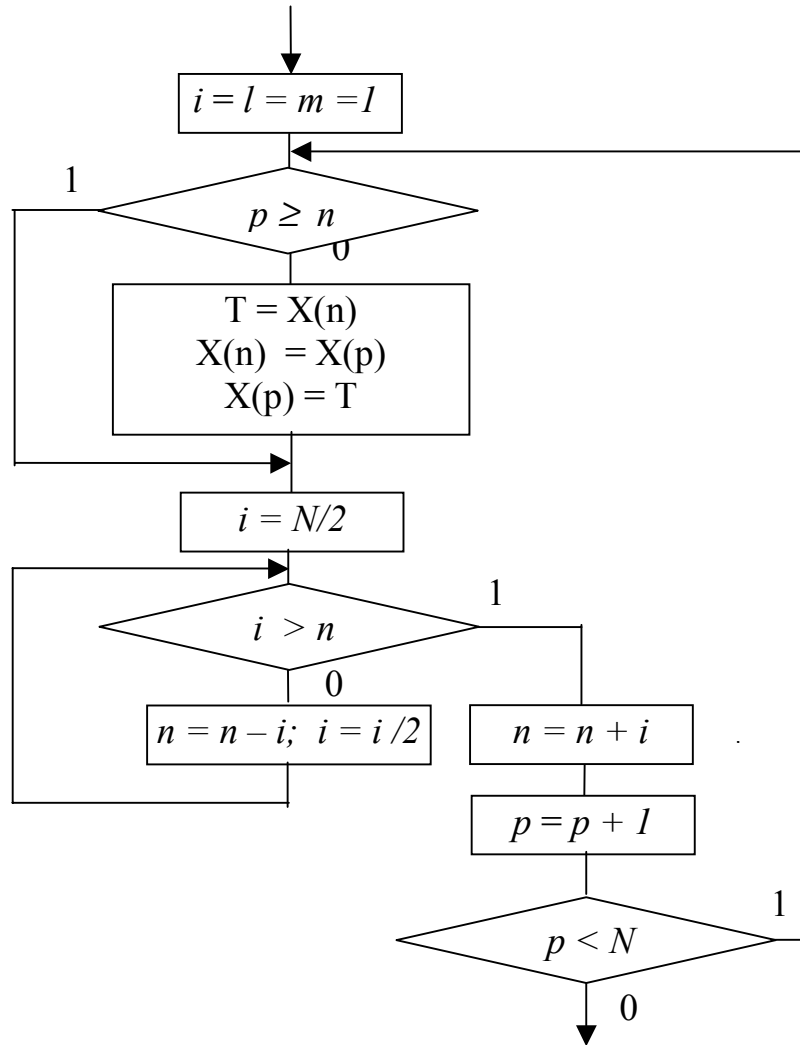 i = l = m =1
1
p ≥ n
0
T = X(n)
X(n) = X(p)
X(p) = T
i = N/2
1
i > n
0
n = n – i; i = i /2
n = n + i
.
p = p + 1
1
p < N
0